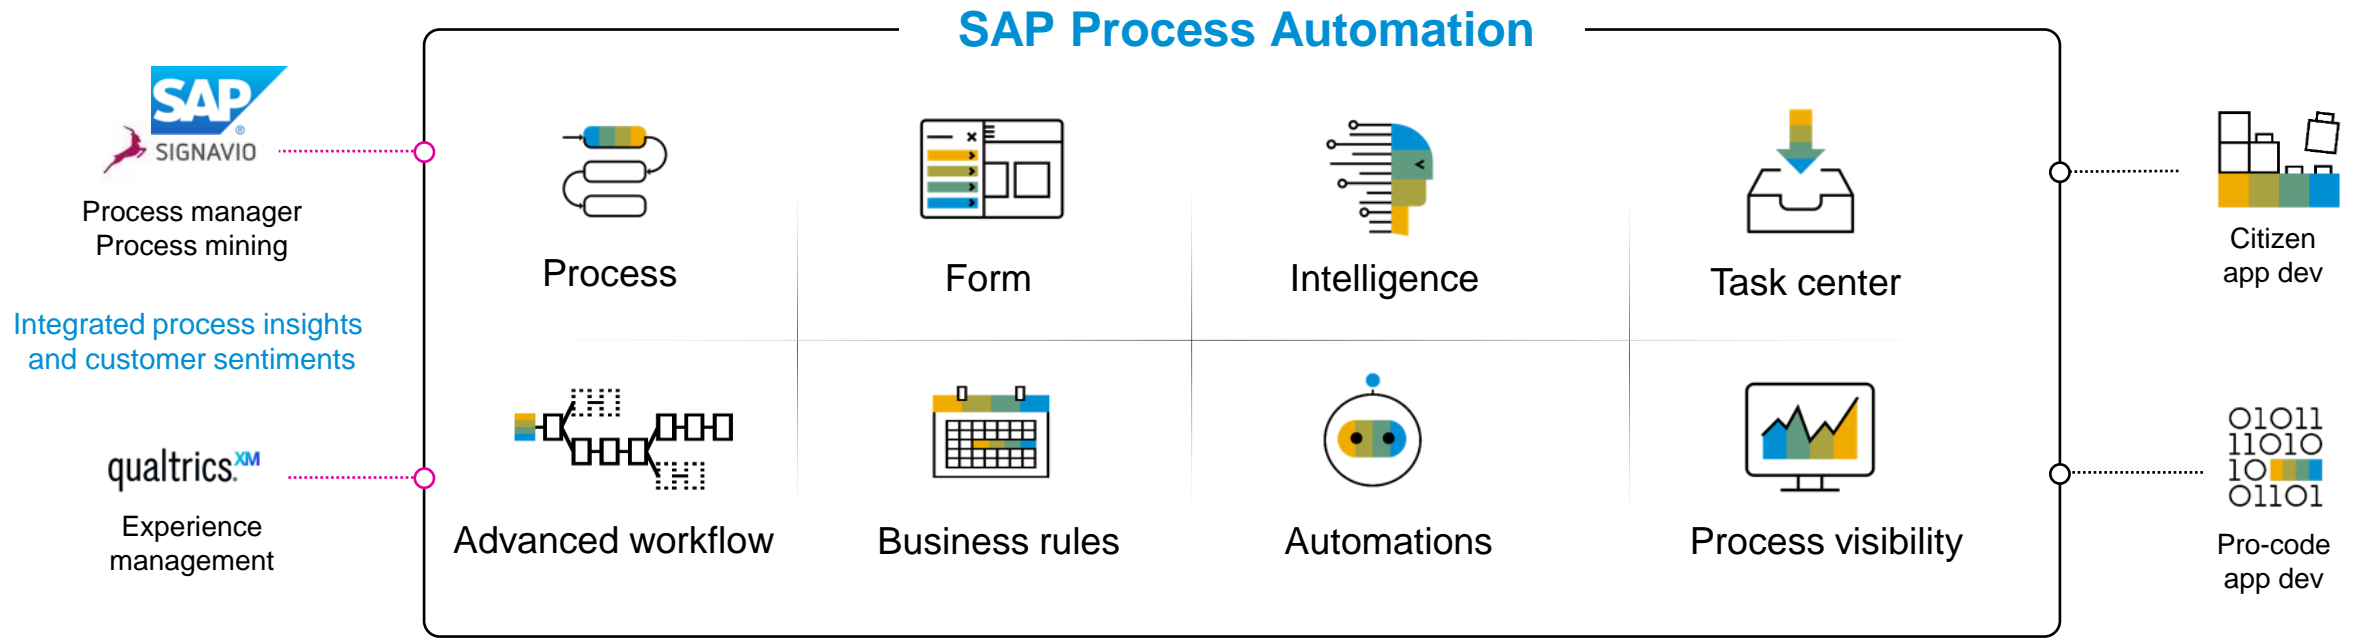 SAP Process Automation
SAP
®
SIGNAVIO
Process manager
Process mining
Integrated process insights
and customer sentiments
qualtrics.XM
Experience
management
Process
Form
Intelligence
Task center
Advanced workflow
Business rules
Automations
Process visibility
Citizen
app dev
01011
11010
10
01101
Pro-code
app dev